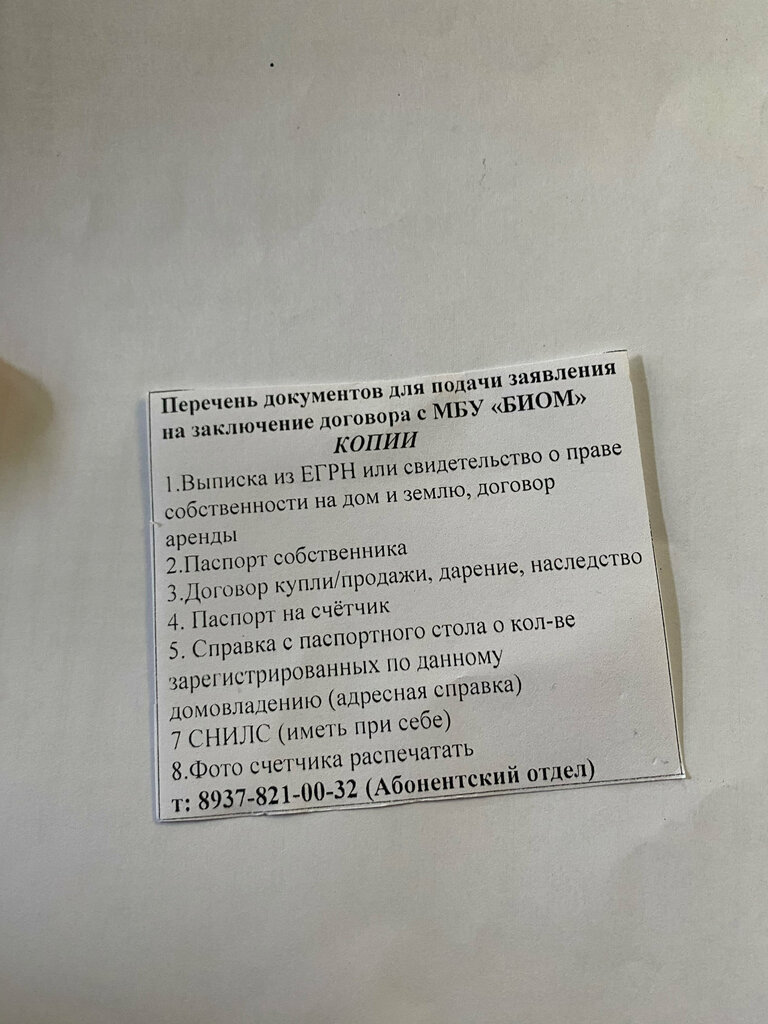 Перечень документов для подачи заявления
на заключение договора с МБУ «БИОМ»
КОПИИ
1.Выписка из ЕГРН или свидетельство о праве
собственности на дом и землю, договор
аренды
2.Паспорт собственника
3.Договор купли/продажи, дарение, наследство
4. Паспорт на счётчик
5. Справка с паспортного стола о кол-ве
зарегистрированных по данному
домовладению (адресная справка)
7 СНИЛС (иметь при себе)
8.Фото счетчика распечатать
т: 8937-821-00-32 (Абонентский отдел)